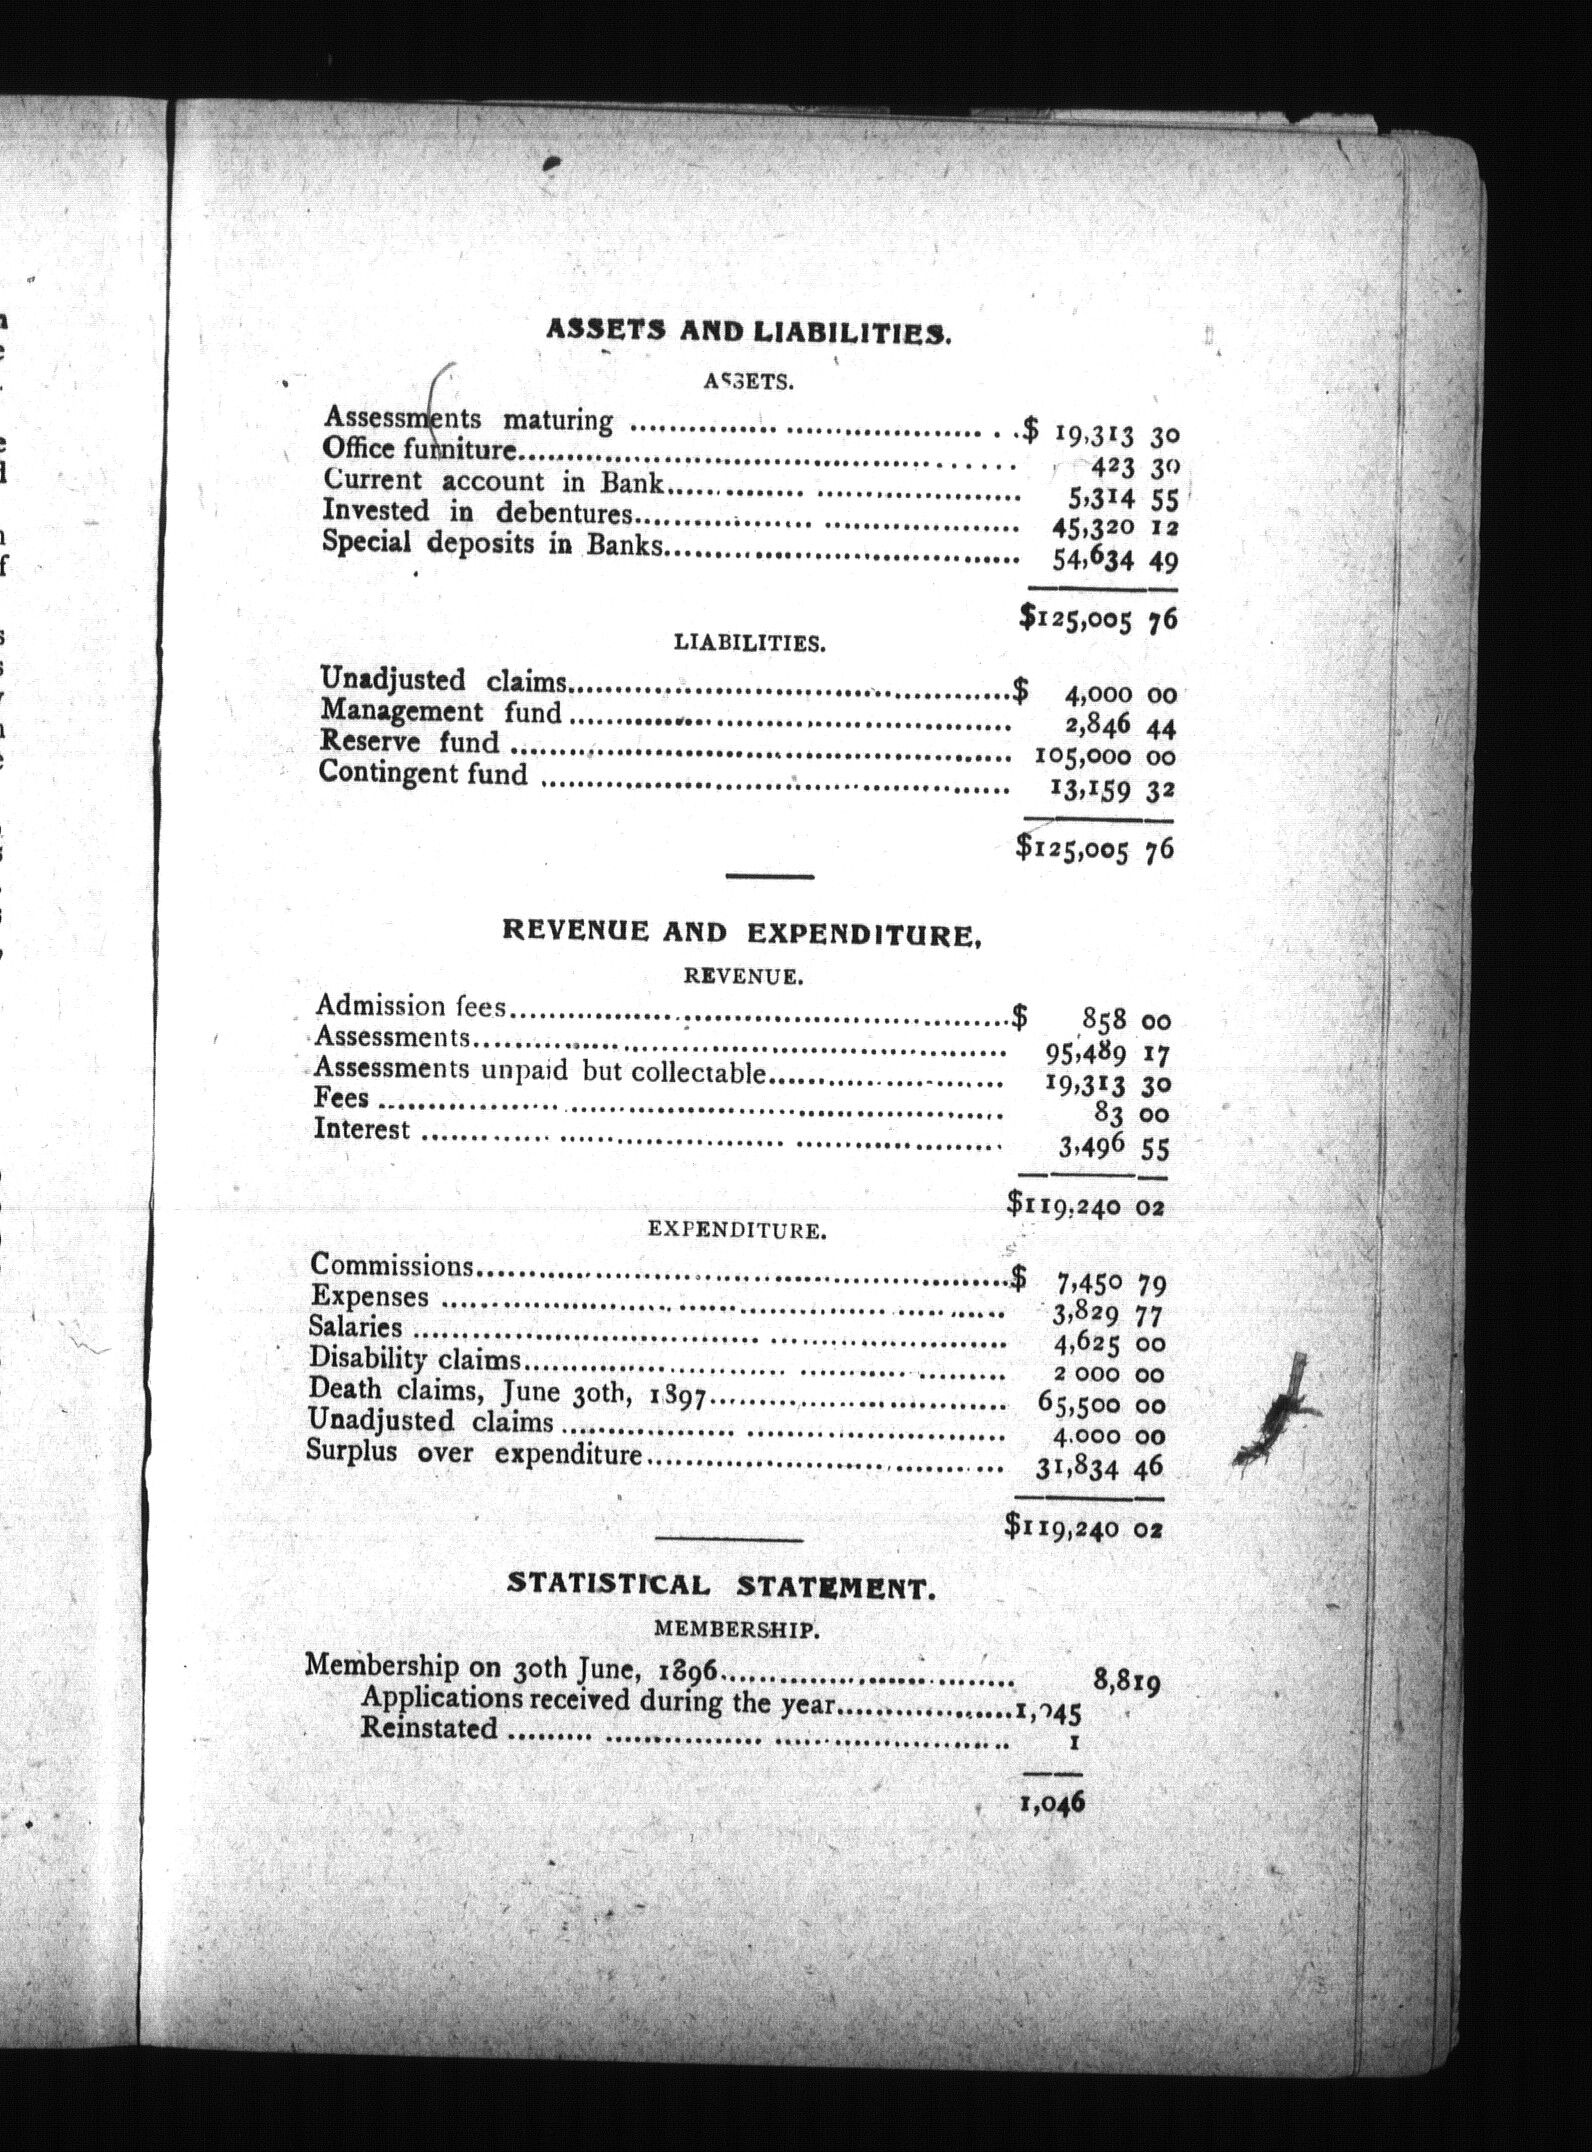 ASSETS AND LIABILITIES.
ASSETS.
Assessments maturing ........................................ $ 19,313 30
Office furniture.................................................. 423 30
Current account in Bank........................................ 5,314 55
Invested in debentures........................................ 45,320 12
Special deposits in Banks........................................ 54,634 49
$125,005 76
LIABILITIES.
Unadjusted claims..................................................$ 4,000 00
Management fund .................................................. 2,846 44
Reserve fund .................................................. 105,000 00
Contingent fund .................................................. 13,159 32
$125,005 76
REVENUE AND EXPENDITURE,
REVENUE.
Admission fees..................................................$ 858 00
Assessments.................................................. 95,489 17
Assessments unpaid but collectable.............................. 19,313 30
Fees .................................................. 83 00
Interest .................................................. 3,496 55
$119.240 02
EXPENDITURE.
Commissions..................................................$ 7,450 79
Expenses .................................................. 3,829 77
Salaries .................................................. 4,625 00
Disability claims.................................................. 2 000 00
Death claims, June 30th, 1897.............................. 65,500 00
Unadjusted claims ........................................ 4.000 00
Surplus over expenditure........................................ 31,834 46
$119,240 02
STATISTICAL STATEMENT.
MEMBERSHIP.
Membership on 30th June, 1896.............................. 8,819
Applications received during the year....................1,045
Reinstated ........................................ 1
1,046